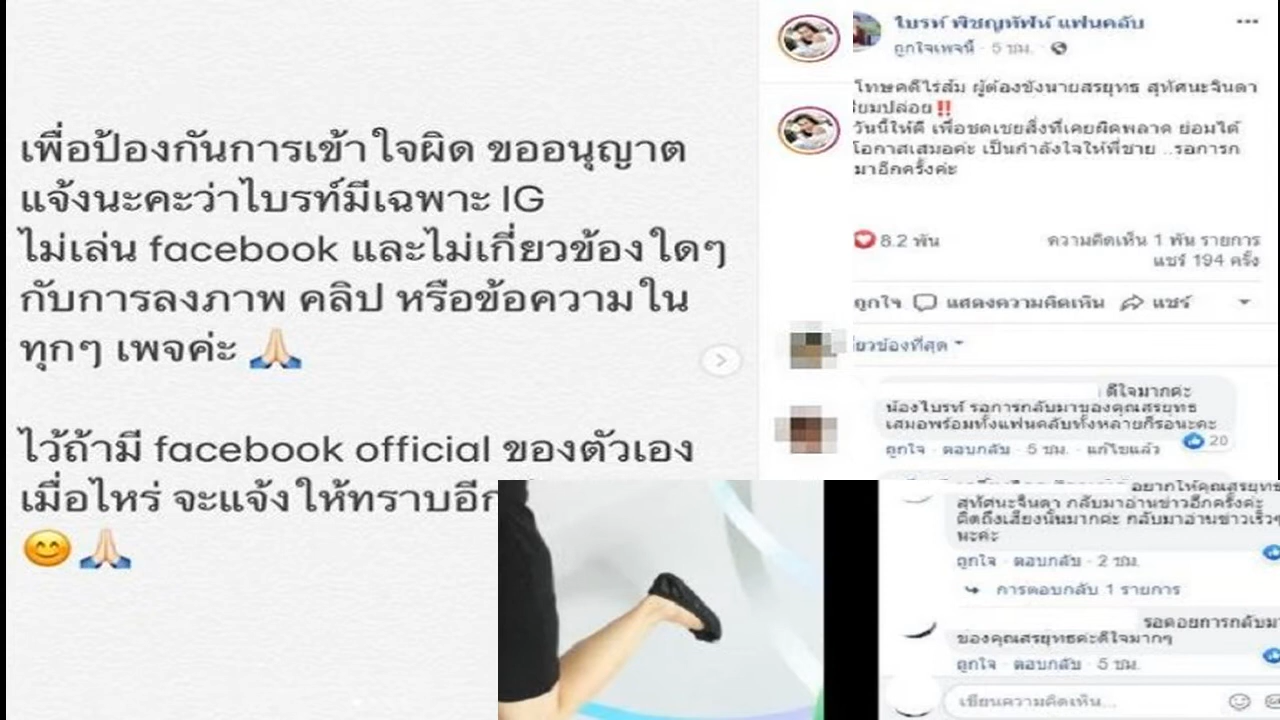 เพื่อป้องกันการเข้าใจผิด ขออนุญาต
แจ้งนะคะว่าไบรท์มีเฉพาะ IG
ไม่เล่น facebook และไม่เกี่ยวข้องใดๆ
กับการลงภาพ คลิป หรือข้อความใน
ทุกๆ เพจค่ะ 🙏
ไว้ถ้ามี facebook official ของตัวเอง
เมื่อไหร่ จะแจ้งให้ทราบอีก
😊🙏
ไบรท์ พิชญทัฬห์ แฟนคลับ
ถูกใจเพจนี้ · 5 ชม. ·
โทษคดีไร่ส้ม ผู้ต้องขังนายสรยุทธ สุทัศนะจินดา
ปล่อย‼️
วันนี้ให้ดี เพื่อชดเชยสิ่งที่เคยผิดพลาด ย่อมได้
โอกาสเสมอค่ะ เป็นกำลังใจให้พี่ชาย ..รอการก
มาอีกครั้งค่ะ
8.2 พัน
ความคิดเห็น 1 พัน รายการ
แชร์ 194 ครั้ง
ถูกใจ แสดงความคิดเห็น แชร์
ข้องที่สุด
ดีใจมากค่ะ
น้องไบรท์ รอการกลับมาของคุณสรยุทธ
เสมอพร้อมทั้งแฟนคลับทั้งหลายก็รอนะคะ
ถูกใจ · ตอบกลับ · 5 ชม. · แก้ไขแล้ว
20
อยากให้คุณสรยุทธ
สุทัศนะจินดา กลับมาอ่านข่าวอีกครั้งค่ะ
คิดถึงเสียงนั้นมากค่ะ กลับมาอ่านข่าวเร็วๆ
นะค่ะ
ถูกใจ · ตอบกลับ · 2 ชม.
การตอบกลับ 1 รายการ
รอคอยการกลับมา
ของคุณสรยุทธค่ะดีใจมากๆ
ถูกใจ · ตอบกลับ · 5 ชม.
เขียนความคิดเห็น...